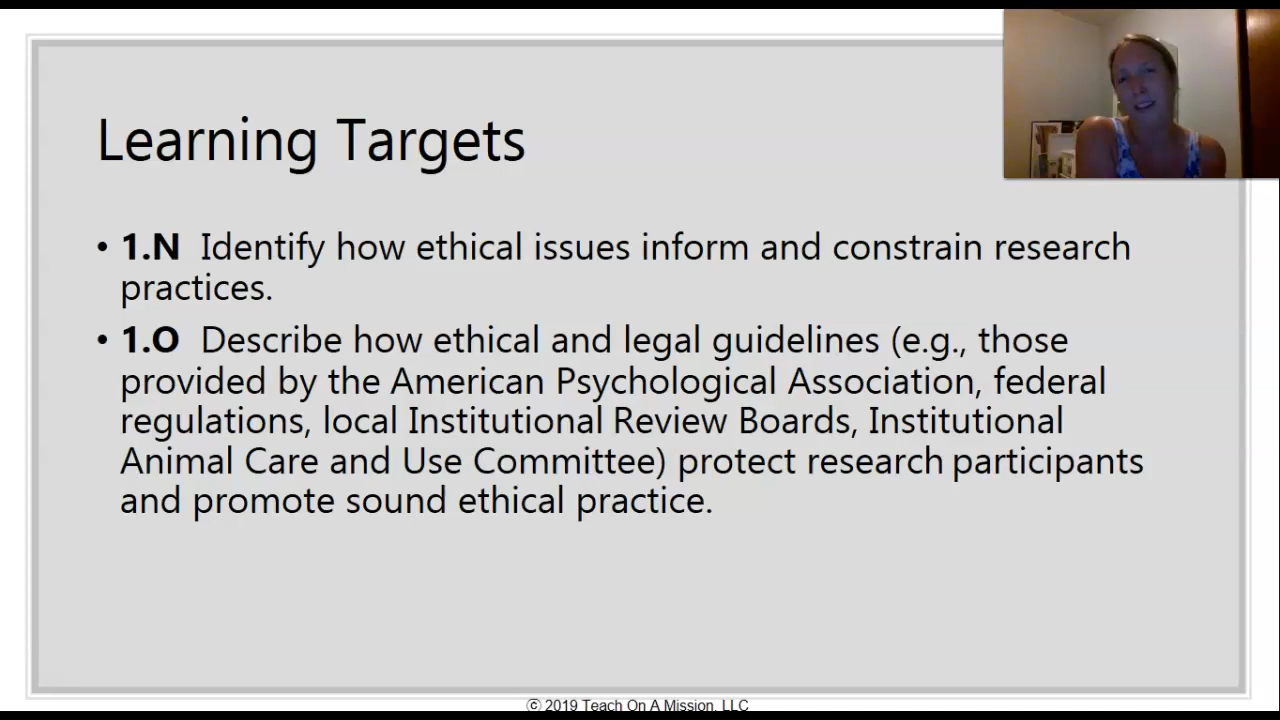 Learning Targets
• 1.N Identify how ethical issues inform and constrain research
practices.
• 1.O Describe how ethical and legal guidelines (e.g., those
provided by the American Psychological Association, federal
regulations, local Institutional Review Boards, Institutional
Animal Care and Use Committee) protect research participants
and promote sound ethical practice.
ⓒ 2019 Teach On A Mission, LLC